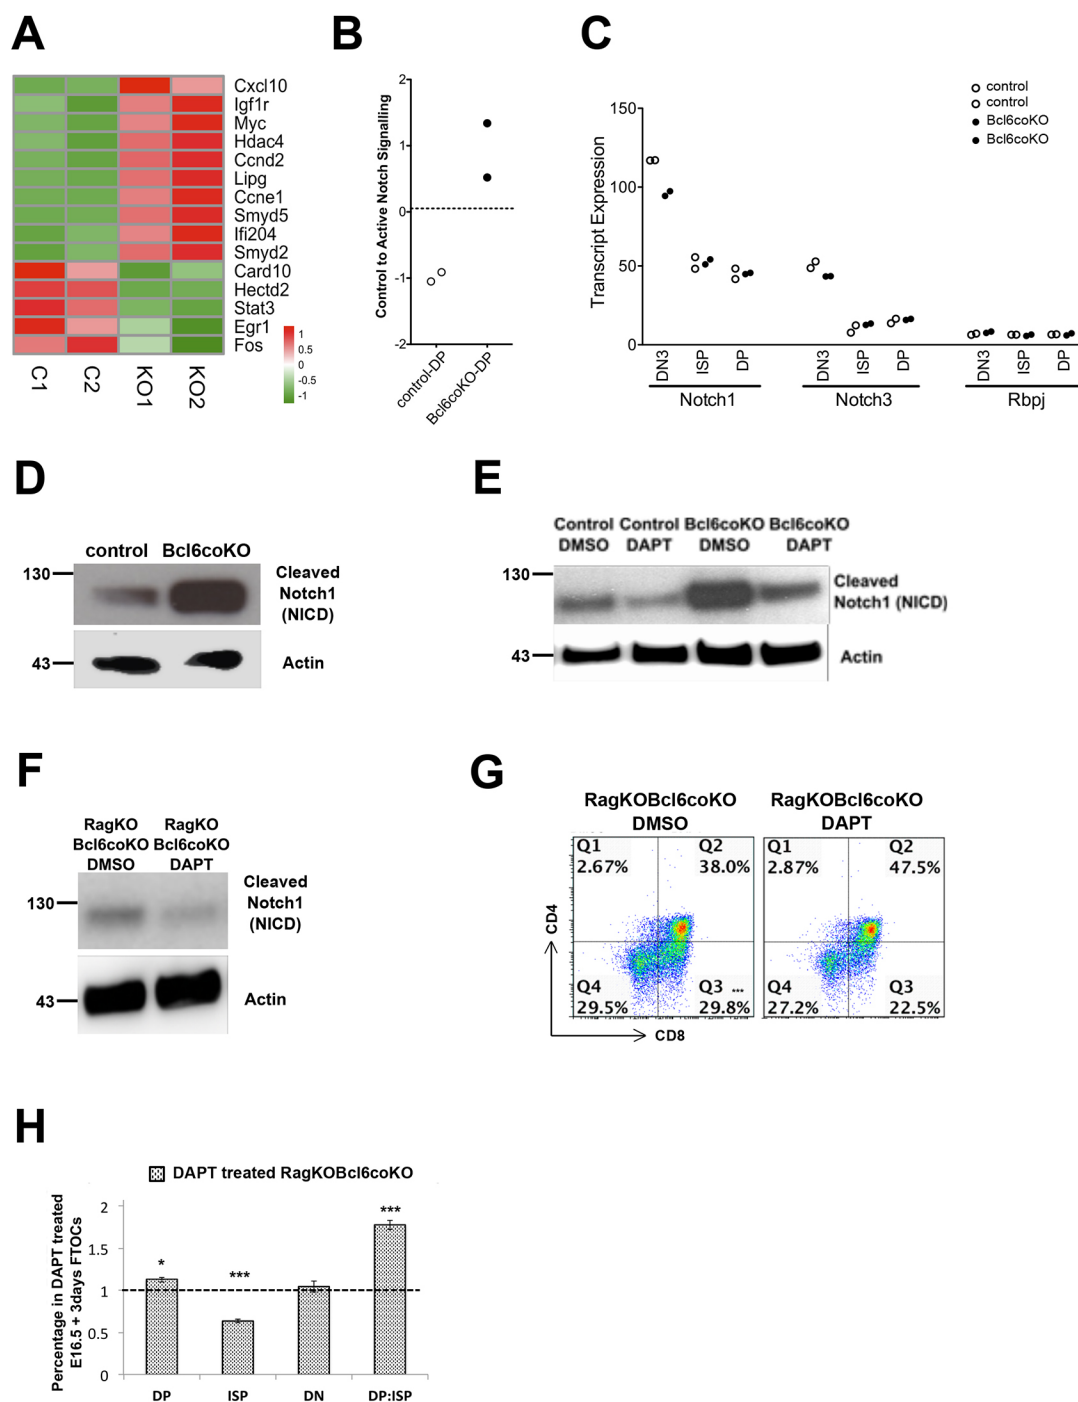 A
Cxcl10
Igf1r
Myc
Hdac4
Ccnd2
Lipg
Ccne1
Smyd5
Ifi204
Smyd2
Card10
Hectd2
Stat3
Egr1
Fos
C1 C2 KO1 KO2
1
0.5
0
-0.5
-1
B
Control to Active Notch Signalling
2
1
0
-1
-2
control-DP
Bcl6coKO-DP
C
control
control
Bcl6coKO
Bcl6coKO
Transcript Expression
150
100
50
0
DN3 ISP DP DN3 ISP DP DN3 ISP DP
Notch1 Notch3 Rbpj
D
control Bcl6coKO
130
Cleaved
Notch1
(NICD)
43
Actin
E
Control Control Bcl6coKO Bcl6coKO
DMSO DAPT DMSO DAPT
130
Cleaved
Notch1 (NICD)
43
Actin
F
RagKO RagKO
Bcl6coKO Bcl6coKO
DMSO DAPT
130
Cleaved
Notch1
(NICD)
43
Actin
G
RagKOBcl6coKO
DMSO
RagKOBcl6coKO
DAPT
Q1
2.67%
Q2
38.0%
Q4
29.5%
Q3 ***
29.8%
Q1
2.87%
Q2
47.5%
Q4
27.2%
Q3
22.5%
CD4
CD8
H
DAPT treated RagKOBcl6coKO
Percentage in DAPT treated
E16.5 + 3days FTOCs
2
1.5
1
0.5
0
*
***
***
DP ISP DN DP:ISP